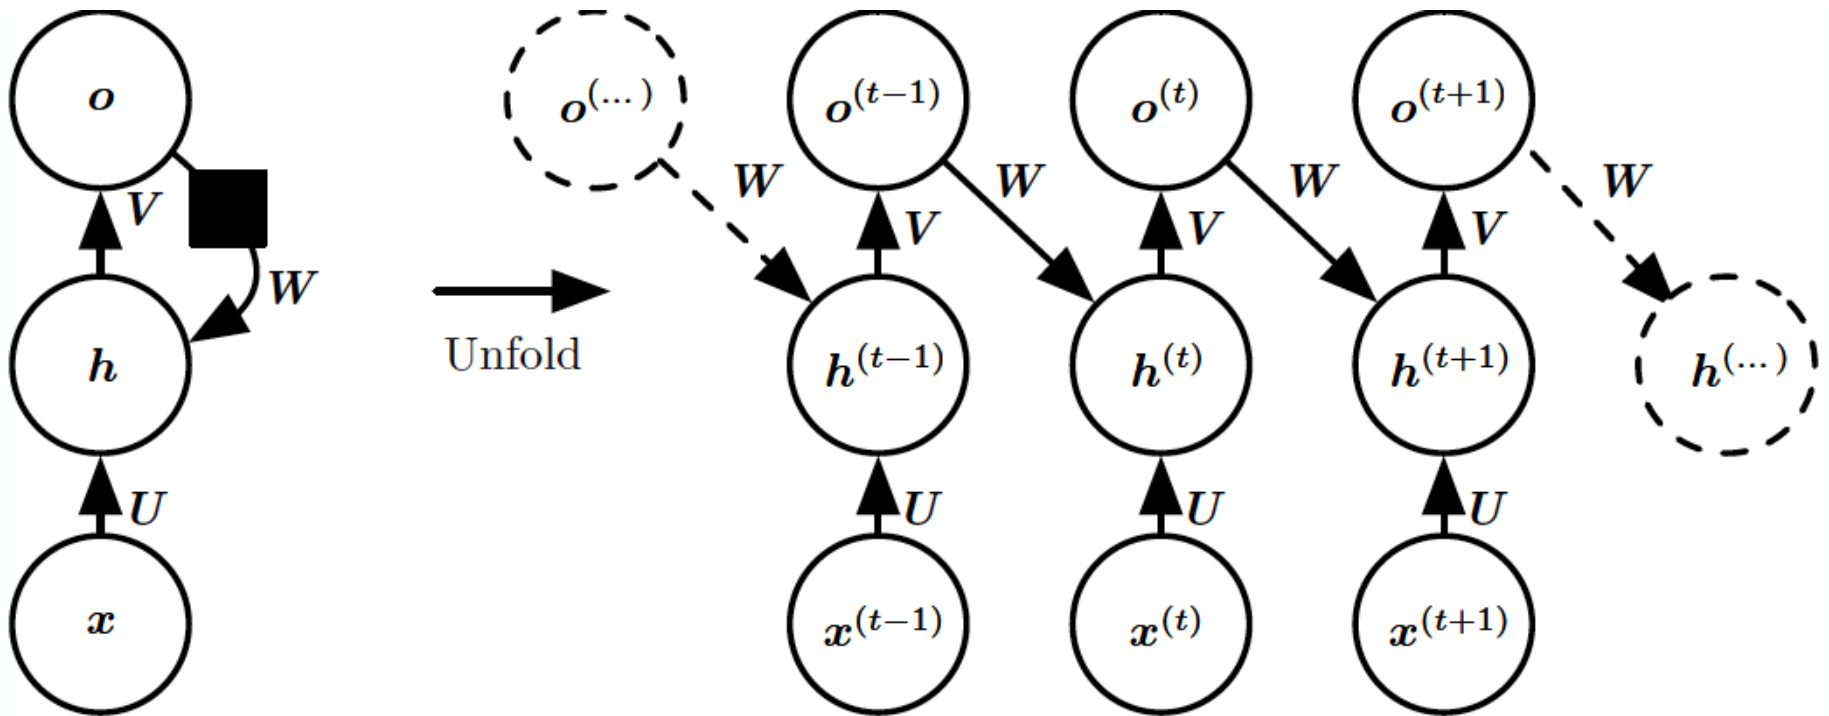 o o^(...) o^(t−1) o^(t) o^(t+1)
W W W W
V V V V
W
Unfold
h h^(t−1) h^(t) h^(t+1) h^(...)
U U U U
x x^(t−1) x^(t) x^(t+1)